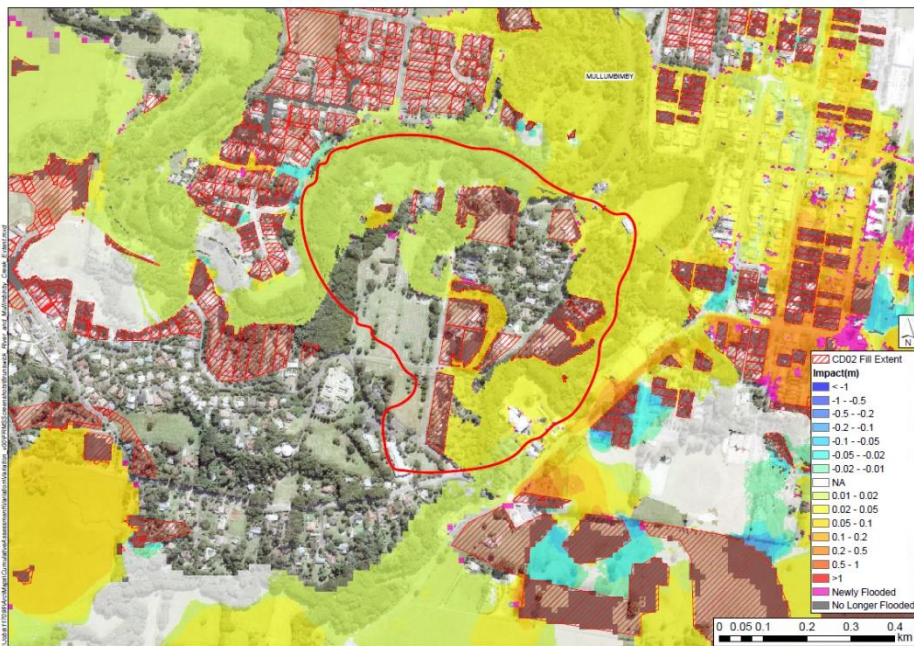 MULLUMBIMBY
N
CD02 Fill Extent
Impact(m)
< -1
-1 - -0.5
-0.5 - -0.2
-0.2 - -0.1
-0.1 - -0.05
-0.05 - -0.02
-0.02 - -0.01
NA
0.01 - 0.02
0.02 - 0.05
0.05 - 0.1
0.1 - 0.2
0.2 - 0.5
0.5 - 1
>1
Newly Flooded
No Longer Flooded
0 0.05 0.1 0.2 0.3 0.4
km